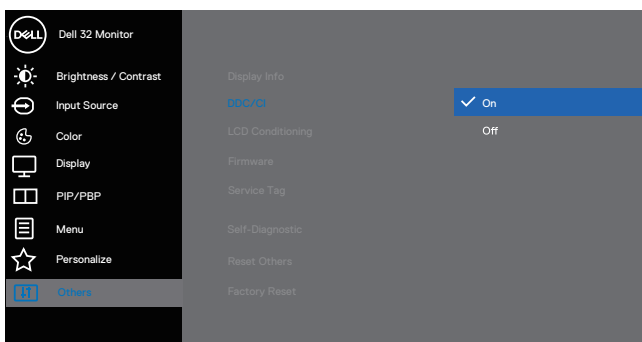 DELL
Dell 32 Monitor
Brightness / Contrast
Input Source
Color
Display
PIP/PBP
Menu
Personalize
Others
Display Info
DDC/CI
LCD Conditioning
Firmware
Service Tag
Self-Diagnostic
Reset Others
Factory Reset
On
Off